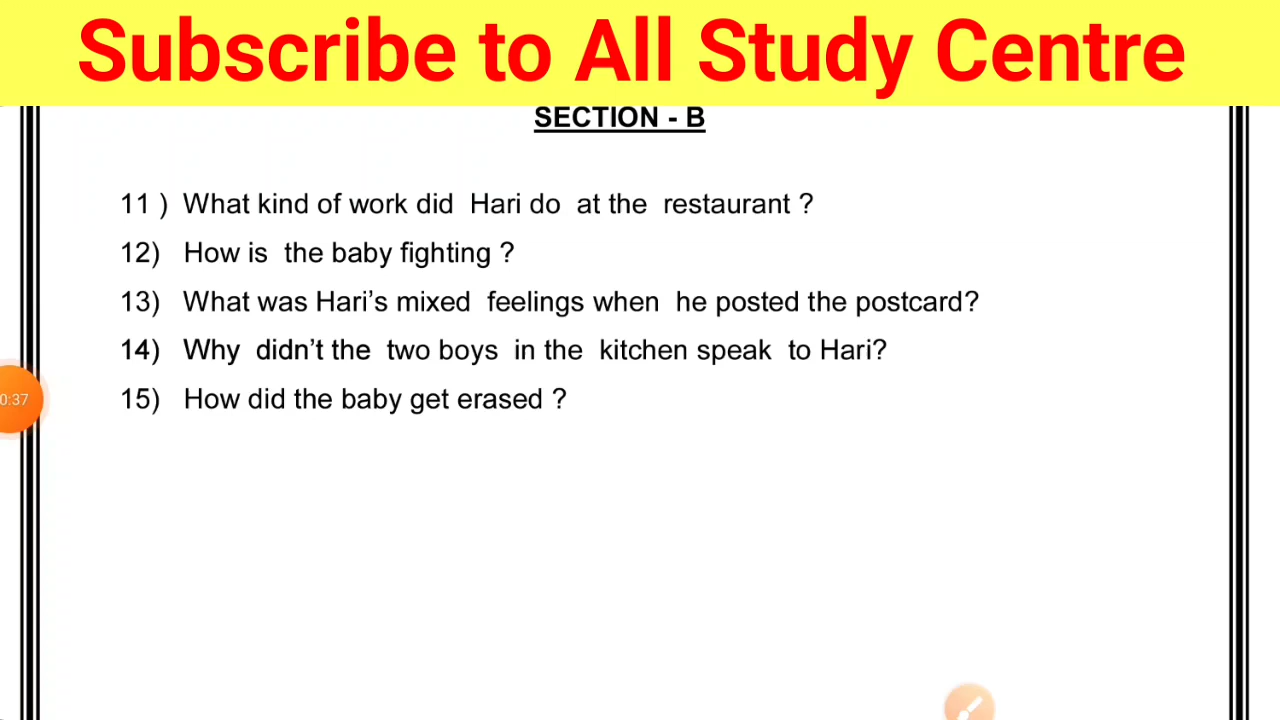 Subscribe to All Study Centre
SECTION - B
11 ) What kind of work did Hari do at the restaurant ?
12) How is the baby fighting ?
13) What was Hari's mixed feelings when he posted the postcard?
14) Why didn't the two boys in the kitchen speak to Hari?
0:37
15) How did the baby get erased ?